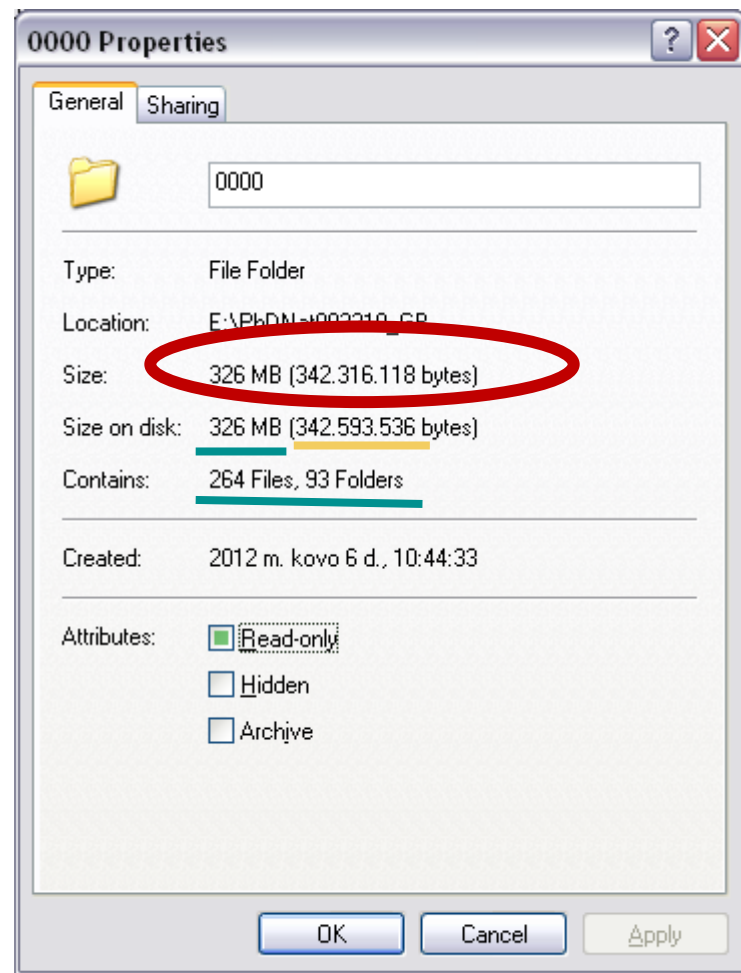 0000 Properties
General Sharing
0000
Type: File Folder
Location:
Size: 326 MB (342.316.118 bytes)
Size on disk: 326 MB (342.593.536 bytes)
Contains: 264 Files, 93 Folders
Created: 2012 m. kovo 6 d., 10:44:33
Attributes: Read-only
Hidden
Archive
OK Cancel Apply